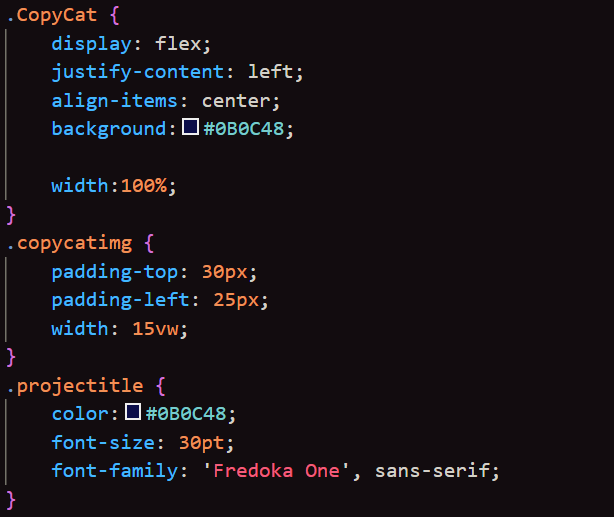 .CopyCat {
display: flex;
justify-content: left;
align-items: center;
background:#0B0C48;
width:100%;
}
.copycatimg {
padding-top: 30px;
padding-left: 25px;
width: 15vw;
}
.projectitle {
color:#0B0C48;
font-size: 30pt;
font-family: 'Fredoka One', sans-serif;
}